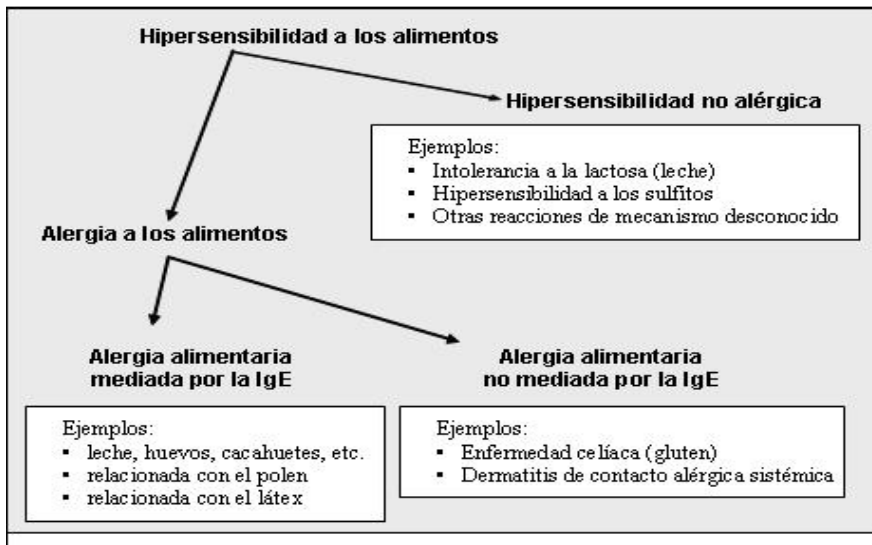 Hipersensibilidad a los alimentos
Hipersensibilidad no alérgica
Ejemplos:
▪ Intolerancia a la lactosa (leche)
▪ Hipersensibilidad a los sulfitos
▪ Otras reacciones de mecanismo desconocido
Alergia a los alimentos
Alergia alimentaria
mediada por la IgE
Ejemplos:
▪ leche, huevos, cacahuetes, etc.
▪ relacionada con el polen
▪ relacionada con el látex
Alergia alimentaria
no mediada por la IgE
Ejemplos:
▪ Enfermedad celíaca (gluten)
▪ Dermatitis de contacto alérgica sistémica